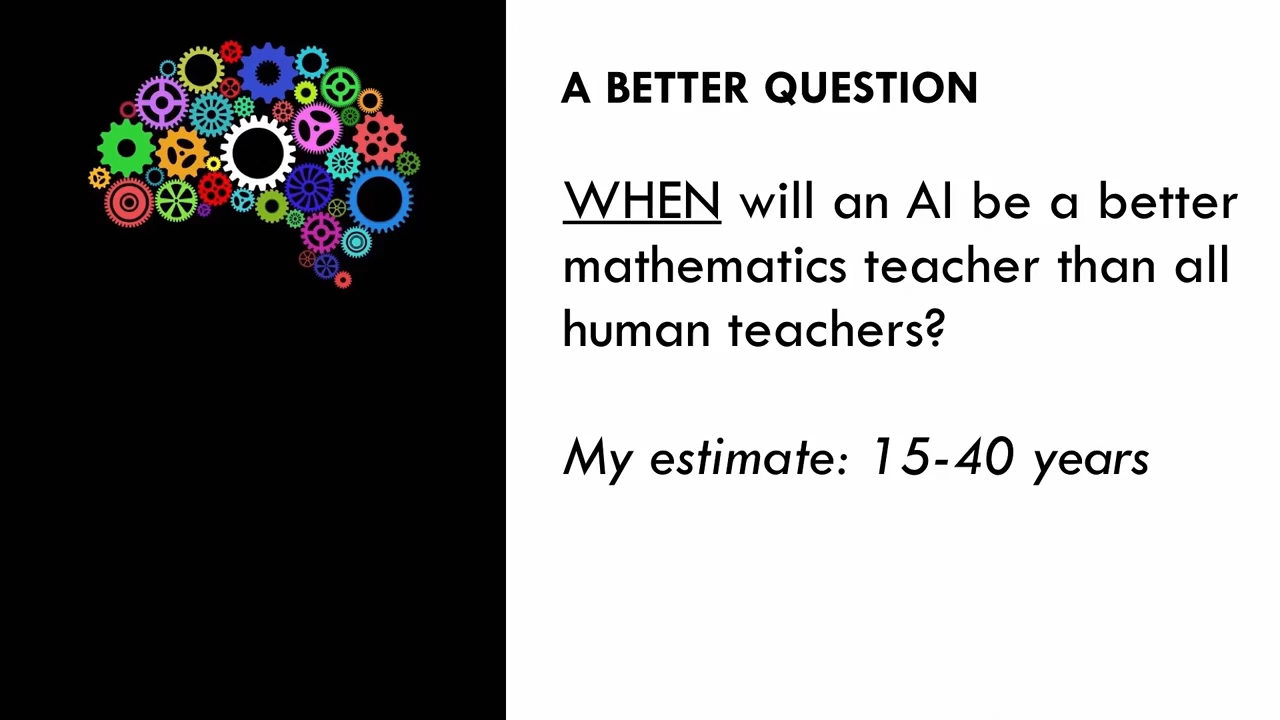 A BETTER QUESTION
WHEN will an AI be a better
mathematics teacher than all
human teachers?
My estimate: 15-40 years